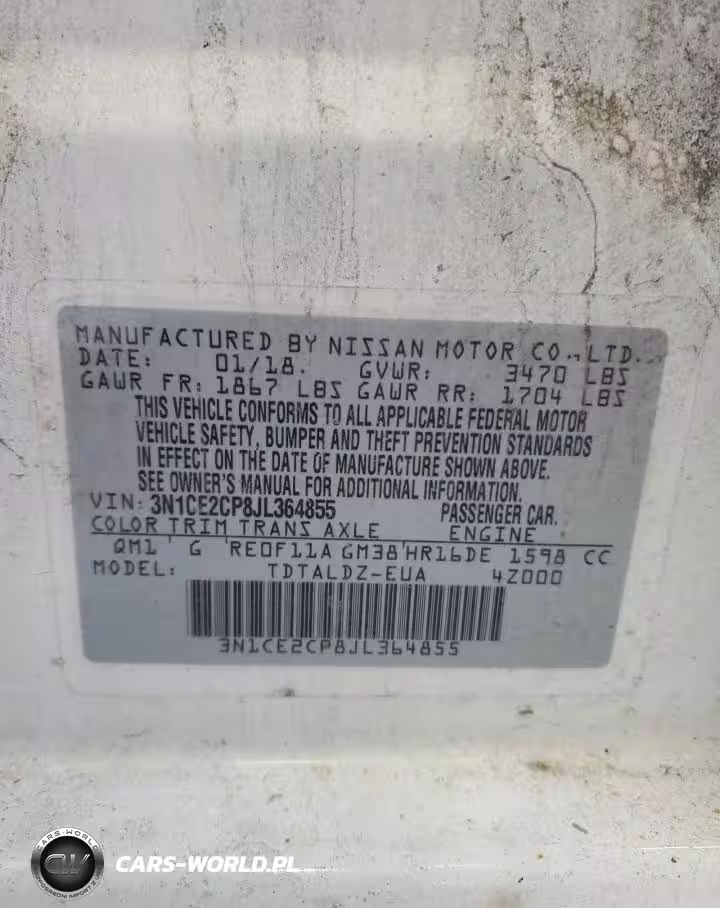 MANUFACTURED BY NISSAN MOTOR CO., LTD.
DATE: 01/18. GVWR: 3470 LBS
GAWR FR: 1867 LBS GAWR RR: 1704 LBS
THIS VEHICLE CONFORMS TO ALL APPLICABLE FEDERAL MOTOR
VEHICLE SAFETY, BUMPER AND THEFT PREVENTION STANDARDS
IN EFFECT ON THE DATE OF MANUFACTURE SHOWN ABOVE.
SEE OWNER'S MANUAL FOR ADDITIONAL INFORMATION.
VIN: 3N1CE2CP8JL364855 PASSENGER CAR.
COLOR TRIM TRANS AXLE ENGINE
QM1 G RE0F11A GM38 HR16DE 1598 CC
MODEL: TDTALDZ-EUA 4Z000
3N1CE2CP8JL364855
CARS-WORLD
CW
CARS-WORLD.PL